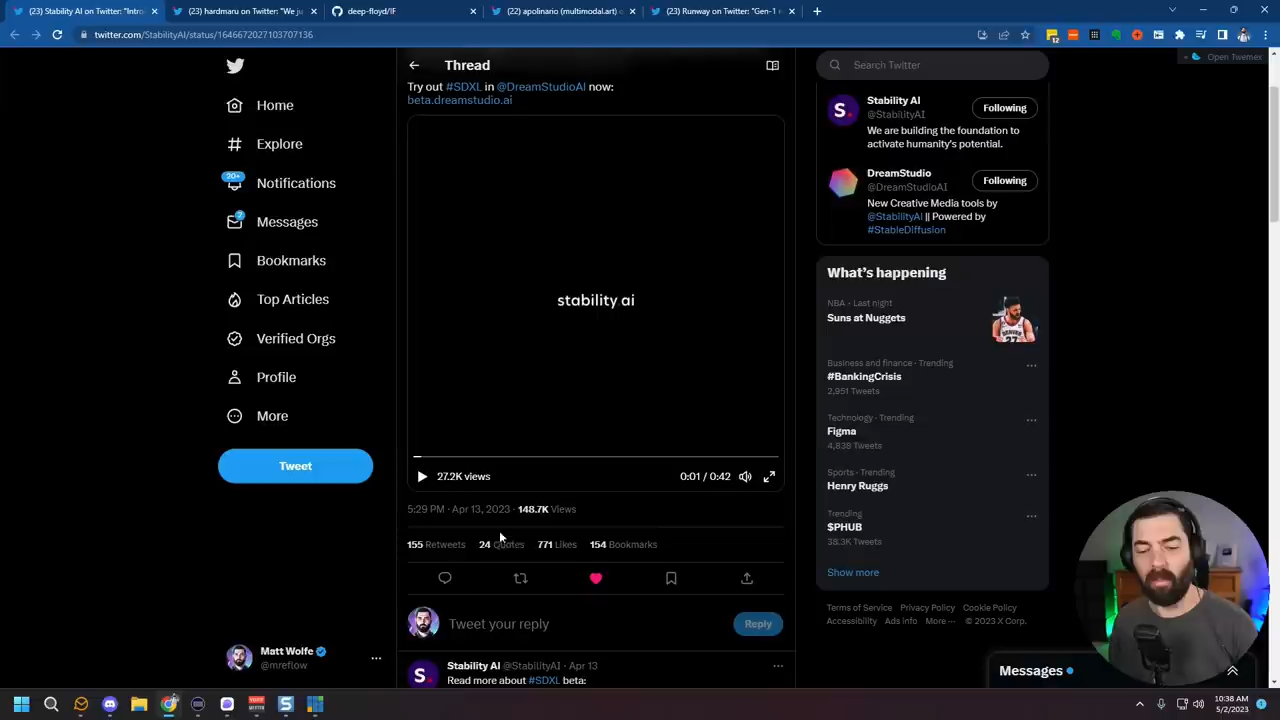 (23) Stability AI on Twitter: "Intro
(23) hardmaru on Twitter: "We ju
deep-floyd/IF
(22) apolinario (multimodal.art)
(23) Runway on Twitter: "Gen-1
twitter.com/StabilityAI/status/1646672027103707136
12
Open Twemes
Home
Explore
20+
Notifications
2
Messages
Bookmarks
Top Articles
Verified Orgs
Profile
More
Tweet
Matt Wolfe
@mreflow
Thread
Try out #SDXL in @DreamStudioAI now:
beta.dreamstudio.ai
stability ai
27.2K views
0:01 / 0:42
5:29 PM · Apr 13, 2023 · 148.7K Views
155 Retweets 24 Quotes 771 Likes 154 Bookmarks
Tweet your reply
Reply
S.
Stability AI @StabilityAI · Apr 13
Read more about #SDXL beta:
Search Twitter
S.
Stability AI
@StabilityAI
Following
We are building the foundation to
activate humanity's potential.
DreamStudio
@DreamStudioAI
Following
New Creative Media tools by
@StabilityAI || Powered by
#StableDiffusion
What's happening
NBA · Last night
Suns at Nuggets
Business and finance · Trending
#BankingCrisis
2,951 Tweets
Technology · Trending
Figma
4,838 Tweets
Sports · Trending
Henry Ruggs
Trending
$PHUB
38.3K Tweets
Show more
Terms of Service Privacy Policy Cookie Policy
Accessibility Ads info More ··· © 2023 X Corp.
Messages
10:38 AM
5/2/2023